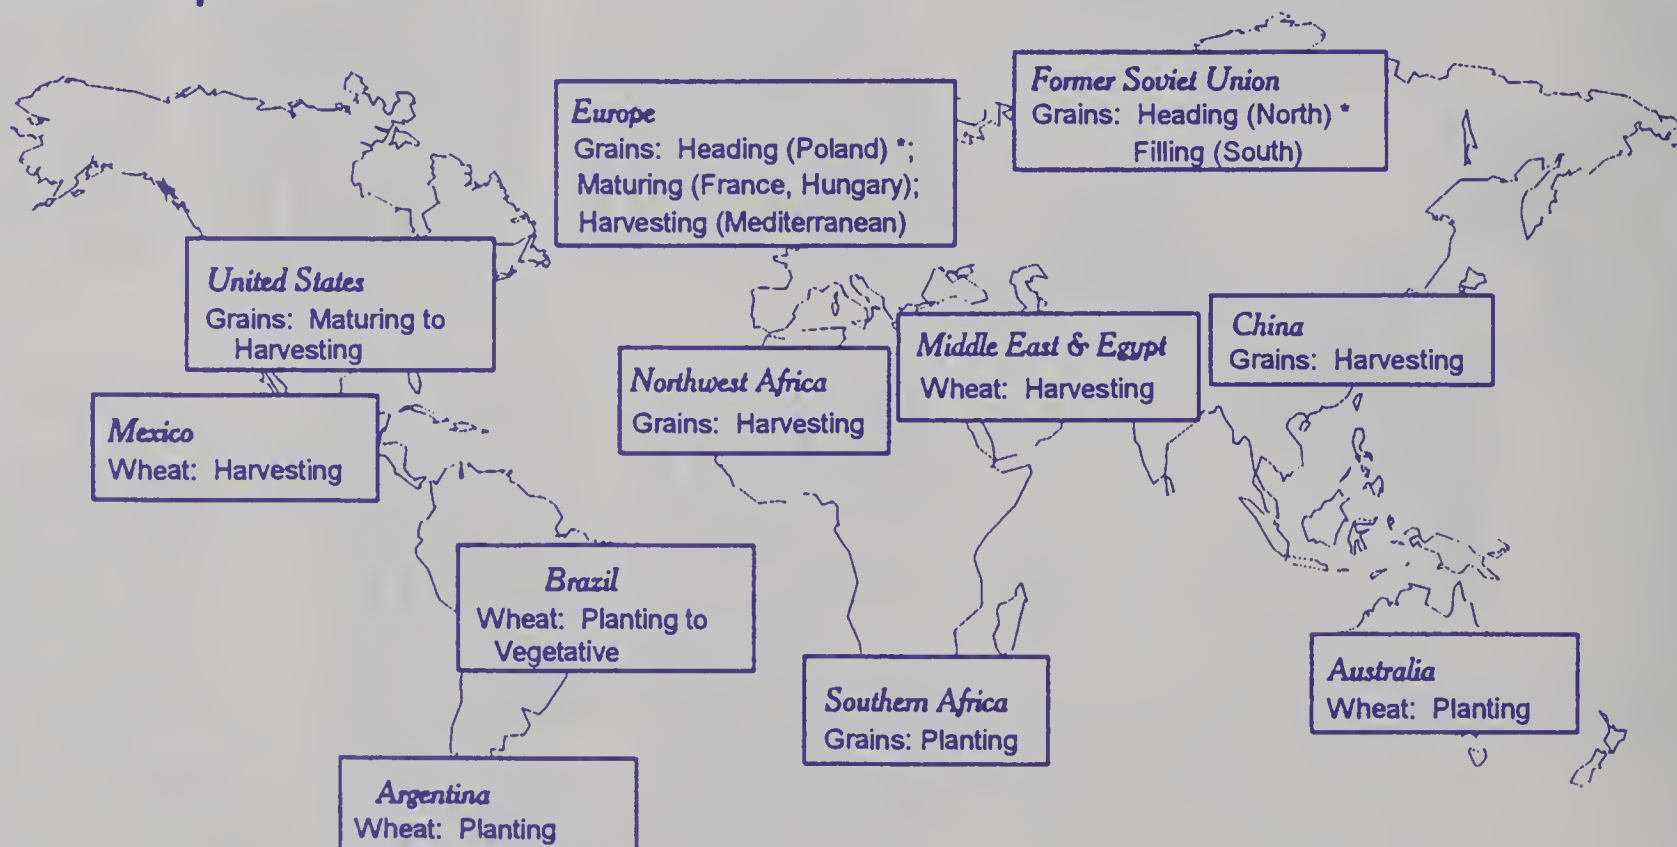 Europe
Grains: Heading (Poland) *;
Maturing (France, Hungary);
Harvesting (Mediterranean)
Former Soviet Union
Grains: Heading (North) *
Filling (South)
United States
Grains: Maturing to
Harvesting
Mexico
Wheat: Harvesting
Northwest Africa
Grains: Harvesting
Middle East & Egypt
Wheat: Harvesting
China
Grains: Harvesting
Brazil
Wheat: Planting to
Vegetative
Southern Africa
Grains: Planting
Australia
Wheat: Planting
Argentina
Wheat: Planting